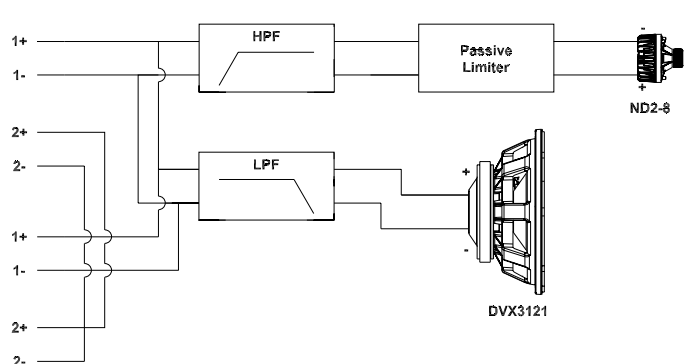 HPF
1+
Passive
Limiter
-
1-
+
ND2-8
2+
LPF
2-
+
1+
-
1-
DVX3121
2+
2-